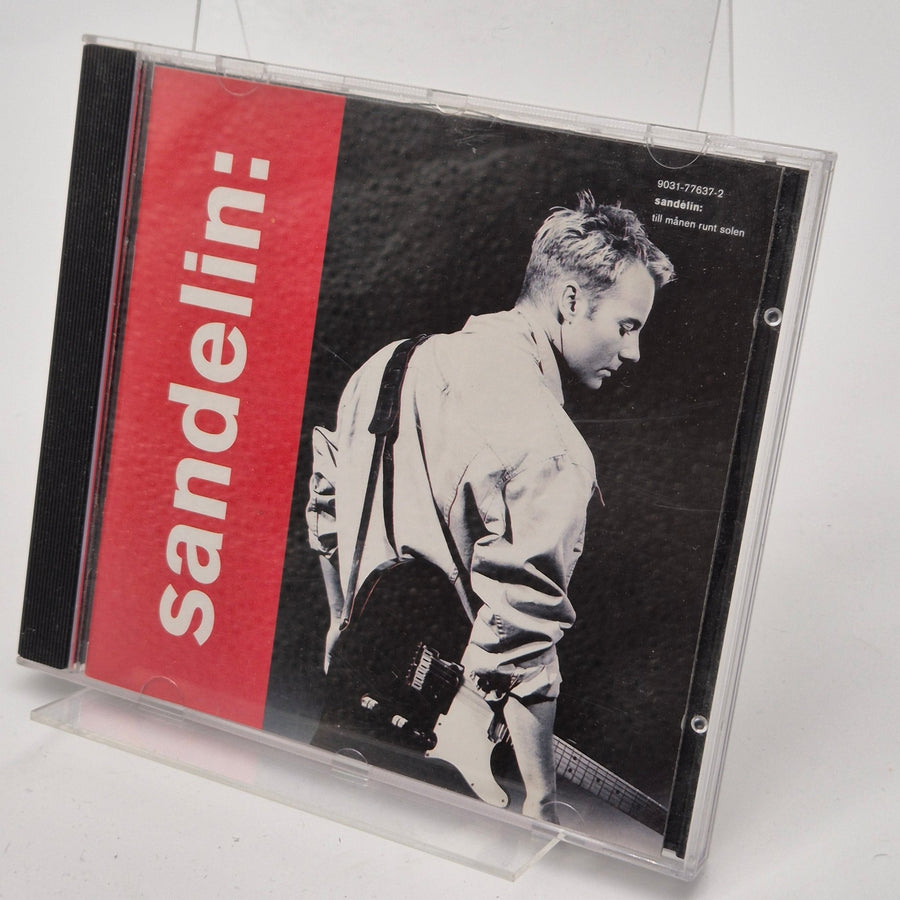 sandelin:
9031-77637-2
sandelin:
till månen runt solen